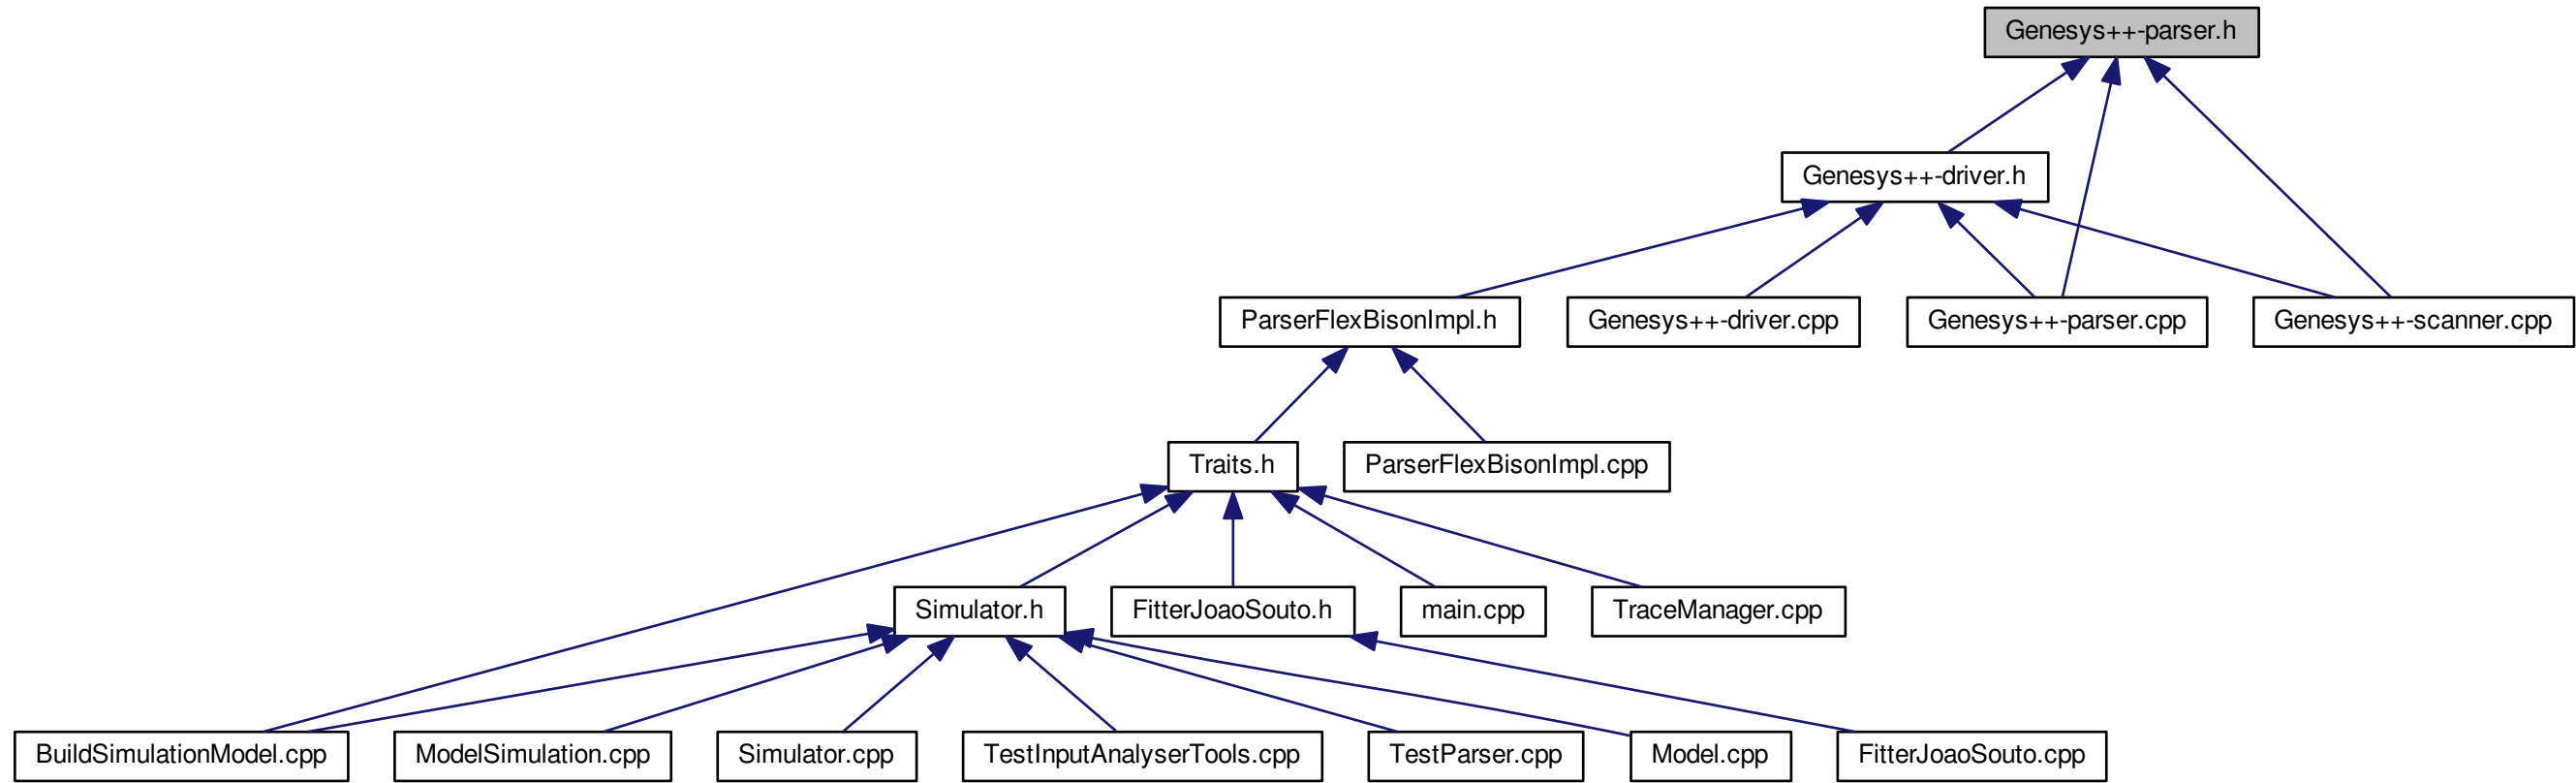 Genesys++-parser.h
Genesys++-driver.h
ParserFlexBisonImpl.h
Genesys++-driver.cpp
Genesys++-parser.cpp
Genesys++-scanner.cpp
Traits.h
ParserFlexBisonImpl.cpp
Simulator.h
FitterJoaoSouto.h
main.cpp
TraceManager.cpp
BuildSimulationModel.cpp
ModelSimulation.cpp
Simulator.cpp
TestInputAnalyserTools.cpp
TestParser.cpp
Model.cpp
FitterJoaoSouto.cpp